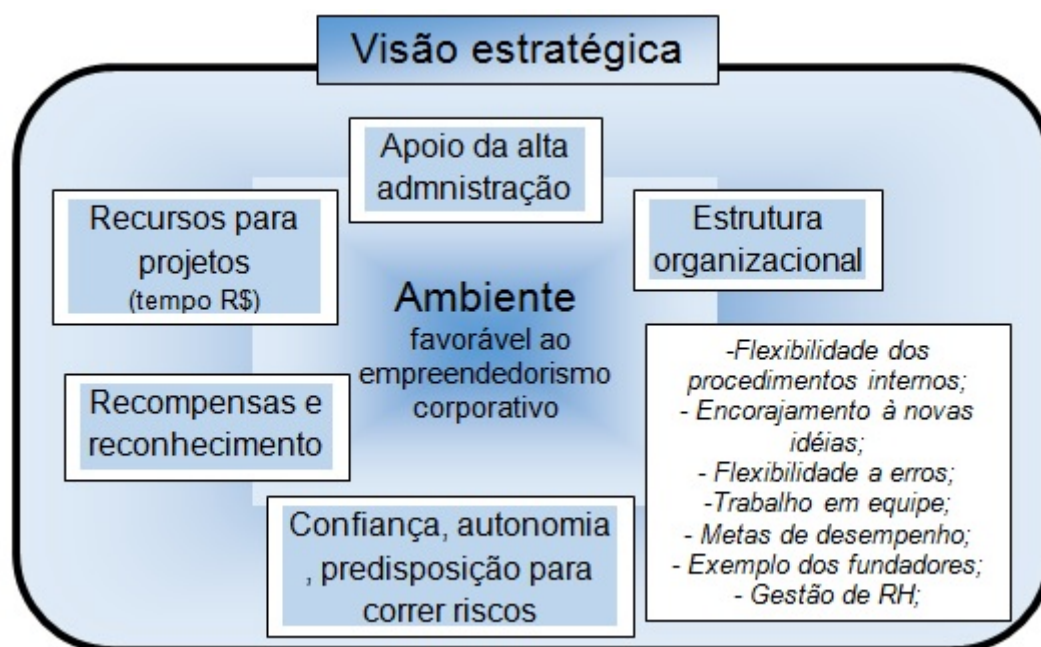 Visão estratégica
Apoio da alta
admnistração
Recursos para
projetos
(tempo R$)
Estrutura
organizacional
Ambiente
favorável ao
empreendedorismo
corporativo
-Flexibilidade dos
procedimentos internos;
- Encorajamento à novas
idéias;
- Flexibilidade a erros;
-Trabalho em equipe;
- Metas de desempenho;
- Exemplo dos fundadores;
- Gestão de RH;
Recompensas e
reconhecimento
Confiança, autonomia
, predisposição para
correr riscos